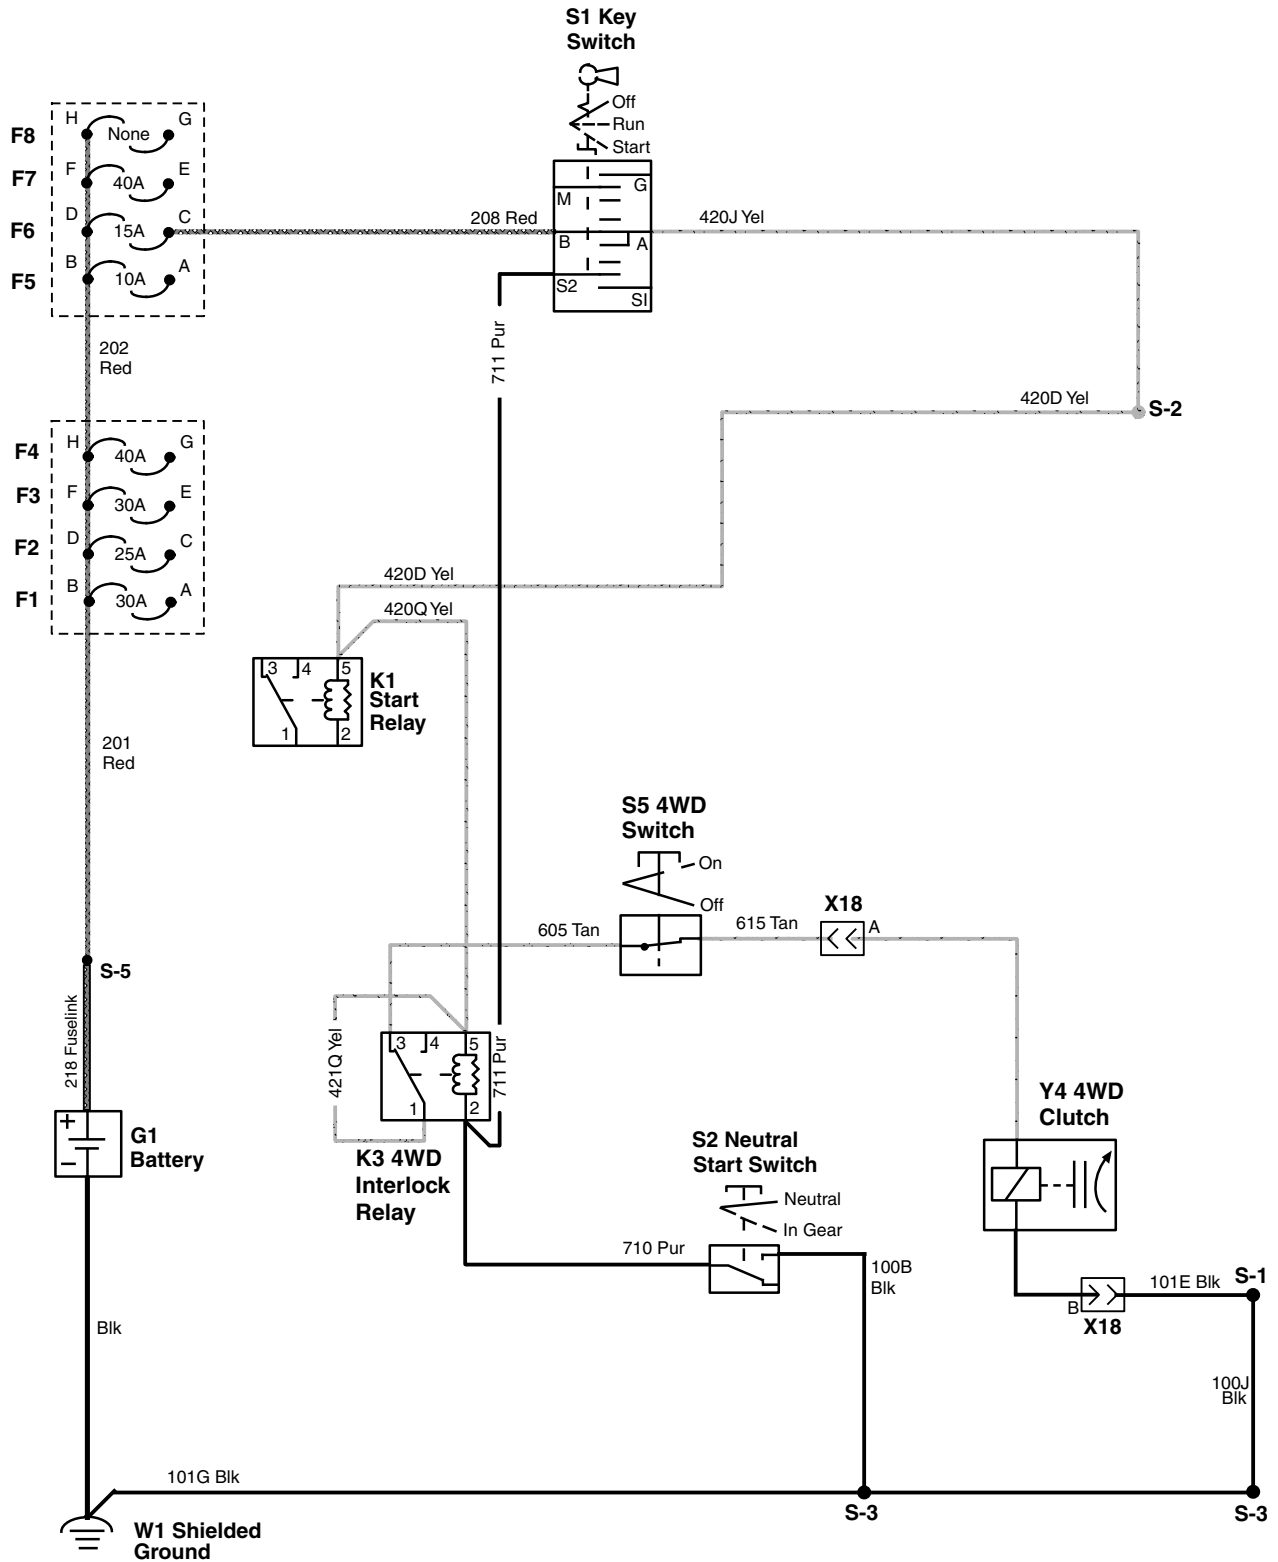 S1 Key
Switch
Off
Run
Start
H
G
F8
None
F
E
F7
40A
D
C
F6
15A
B
A
F5
10A
208 Red
420J Yel
G
M
B
A
S2
SI
202
Red
711 Pur
420D Yel
S-2
H
G
F4
40A
F
E
F3
30A
D
C
F2
25A
B
A
F1
30A
420D Yel
420Q Yel
3
4
5
1
2
K1
Start
Relay
201
Red
S5 4WD
Switch
On
Off
605 Tan
615 Tan
X18
A
S-5
218 Fuselink
421Q Yel
3
4
5
1
2
711 Pur
K3 4WD
Interlock
Relay
+
–
G1
Battery
Y4 4WD
Clutch
S2 Neutral
Start Switch
Neutral
In Gear
710 Pur
100B
Blk
B
X18
101E Blk
S-1
Blk
100J
Blk
101G Blk
S-3
S-3
W1 Shielded
Ground